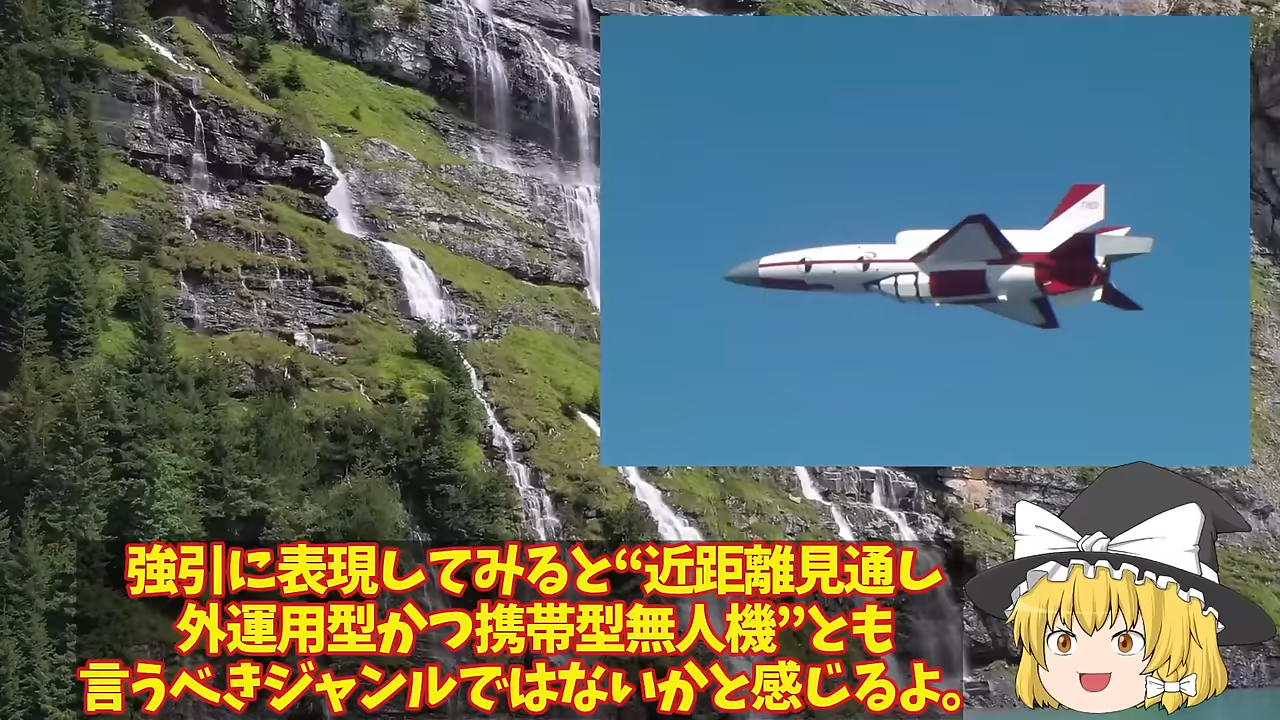 強引に表現してみると“近距離見通し
外運用型かつ携帯型無人機”とも
言うべきジャンルではないかと感じるよ。